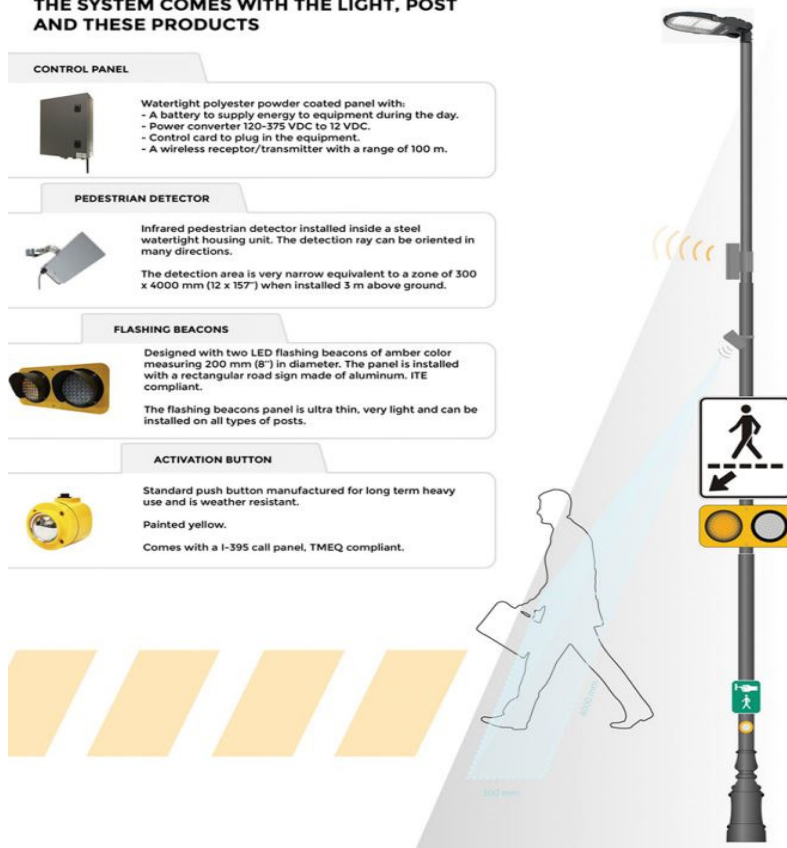 THE SYSTEM COMES WITH THE LIGHT, POST
AND THESE PRODUCTS
CONTROL PANEL
Watertight polyester powder coated panel with:
- A battery to supply energy to equipment during the day.
- Power converter 120-375 VDC to 12 VDC.
- Control card to plug in the equipment.
- A wireless receptor/transmitter with a range of 100 m.
PEDESTRIAN DETECTOR
Infrared pedestrian detector installed inside a steel
watertight housing unit. The detection ray can be oriented in
many directions.
The detection area is very narrow equivalent to a zone of 300
x 4000 mm (12 x 157") when installed 3 m above ground.
FLASHING BEACONS
Designed with two LED flashing beacons of amber color
measuring 200 mm (8") in diameter. The panel is installed
with a rectangular road sign made of aluminum. ITE
compliant.
The flashing beacons panel is ultra thin, very light and can be
installed on all types of posts.
ACTIVATION BUTTON
Standard push button manufactured for long term heavy
use and is weather resistant.
Painted yellow.
Comes with a I-395 call panel, TMEQ compliant.
4000 mm
300 mm